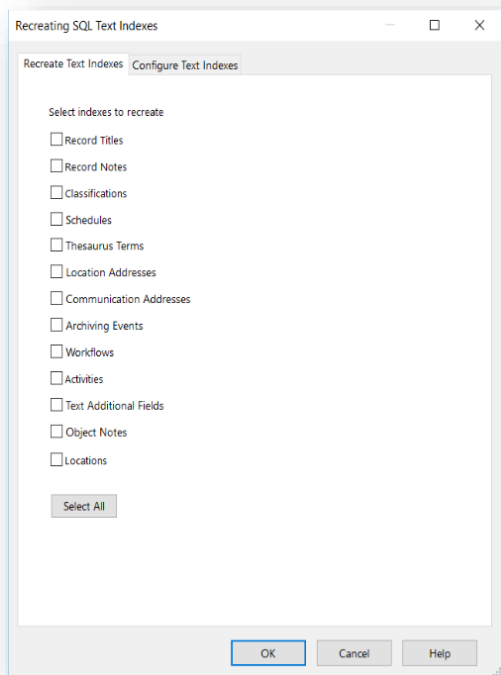 Recreating SQL Text Indexes
Recreate Text Indexes
Configure Text Indexes
Select indexes to recreate
Record Titles
Record Notes
Classifications
Schedules
Thesaurus Terms
Location Addresses
Communication Addresses
Archiving Events
Workflows
Activities
Text Additional Fields
Object Notes
Locations
Select All
OK
Cancel
Help